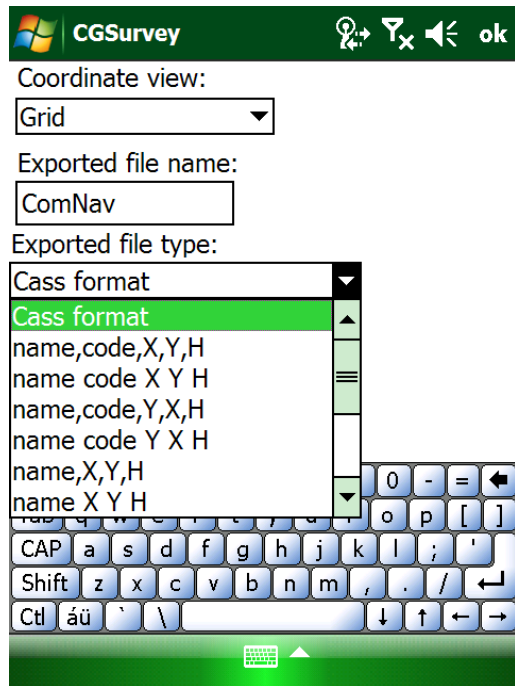 CGSurvey ok
Coordinate view:
Grid
Exported file name:
ComNav
Exported file type:
Cass format
Cass format
name,code,X,Y,H
name code X Y H
name,code,Y,X,H
name code Y X H
name,X,Y,H
name X Y H
0 - =
o p [ ]
CAP a s d f g h j k l ; '
Shift z x c v b n m , . /
Ctl áü ` \